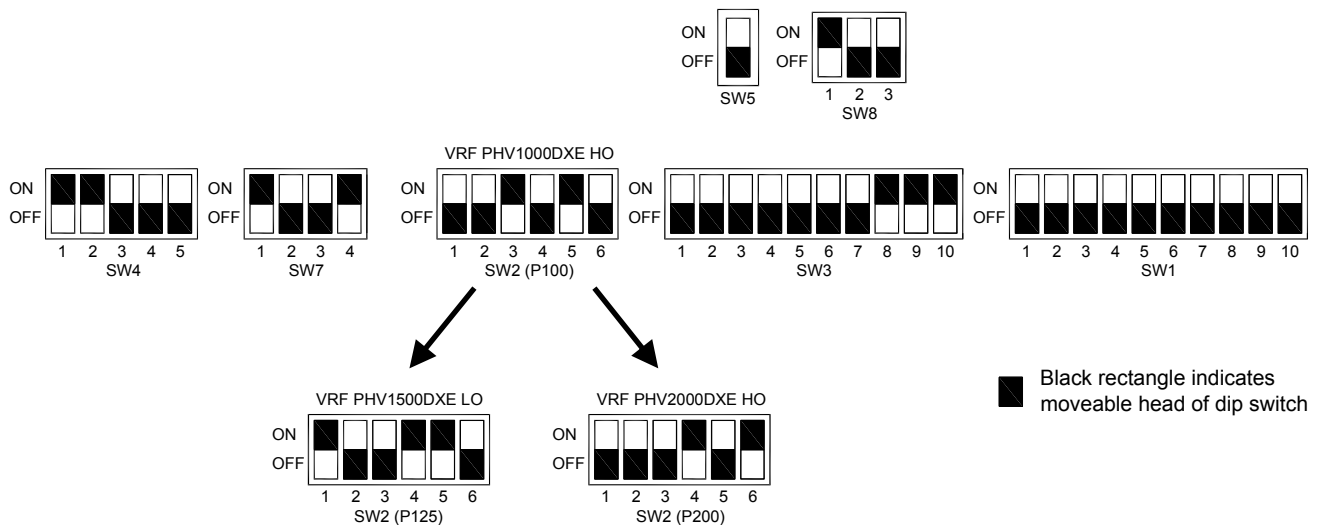 ON
OFF
SW5
ON
OFF
1 2 3
SW8
ON
OFF
1 2 3 4 5
SW4
ON
OFF
1 2 3 4
SW7
VRF PHV1000DXE HO
ON
OFF
1 2 3 4 5 6
SW2 (P100)
ON
OFF
1 2 3 4 5 6 7 8 9 10
SW3
ON
OFF
1 2 3 4 5 6 7 8 9 10
SW1
VRF PHV1500DXE LO
ON
OFF
1 2 3 4 5 6
SW2 (P125)
VRF PHV2000DXE HO
ON
OFF
1 2 3 4 5 6
SW2 (P200)
Black rectangle indicates
moveable head of dip switch